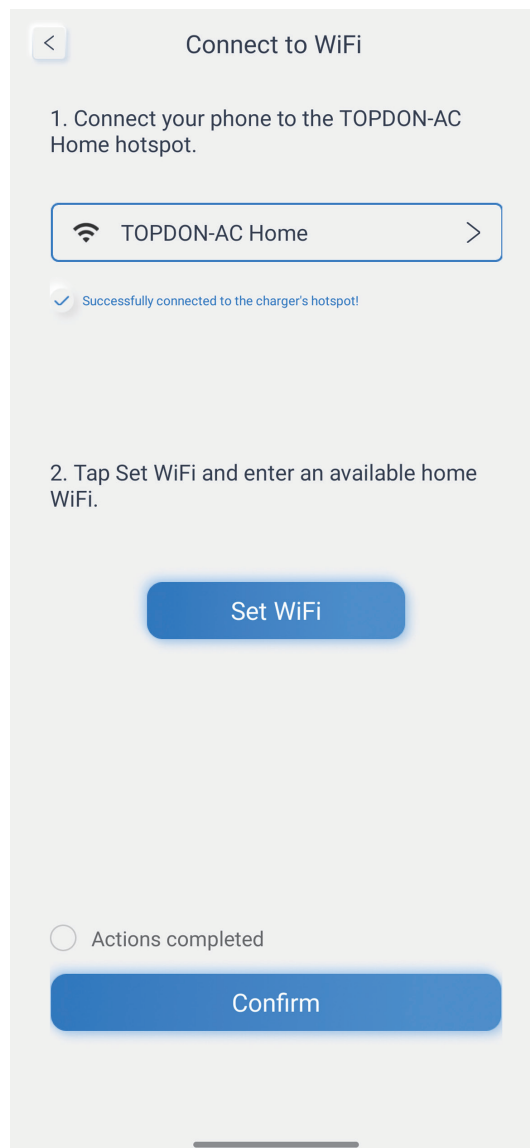 Connect to WiFi
1. Connect your phone to the TOPDON-AC
Home hotspot.
TOPDON-AC Home
Successfully connected to the charger's hotspot!
2. Tap Set WiFi and enter an available home
WiFi.
Set WiFi
Actions completed
Confirm